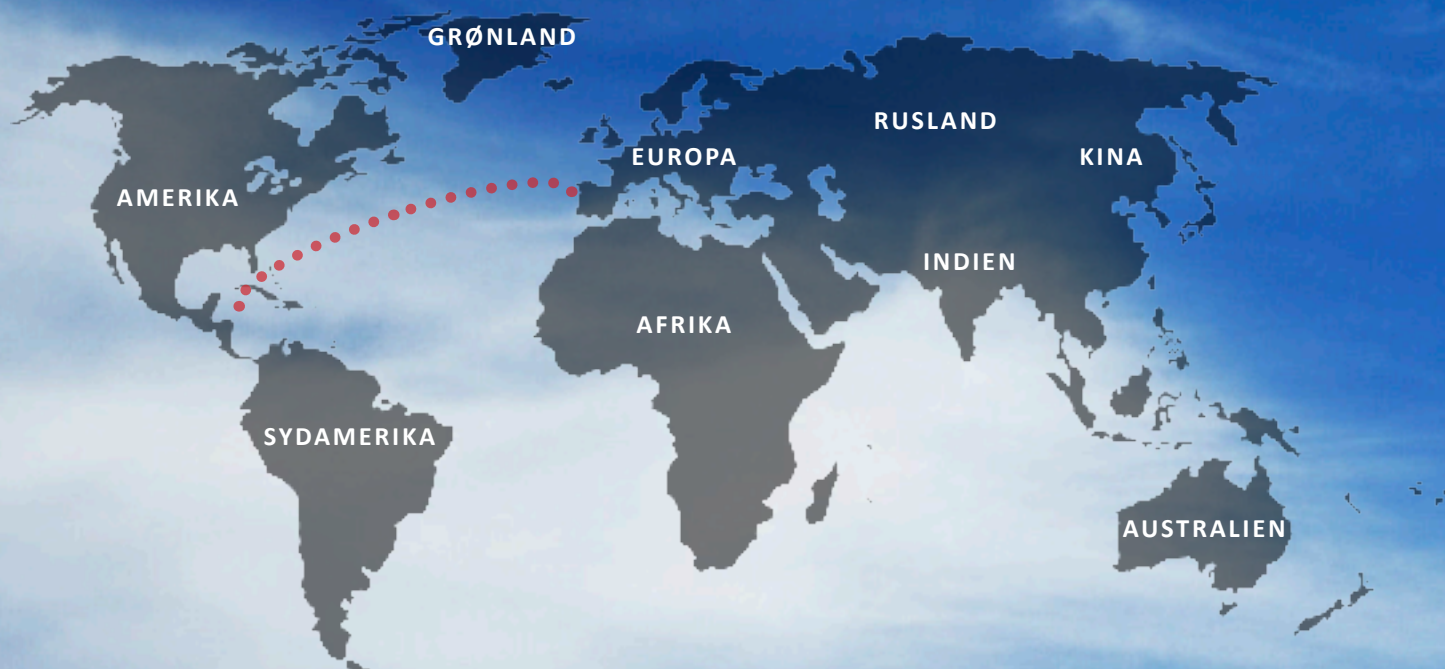 GRØNLAND
RUSLAND
EUROPA
KINA
AMERIKA
INDIEN
AFRIKA
SYDAMERIKA
AUSTRALIEN